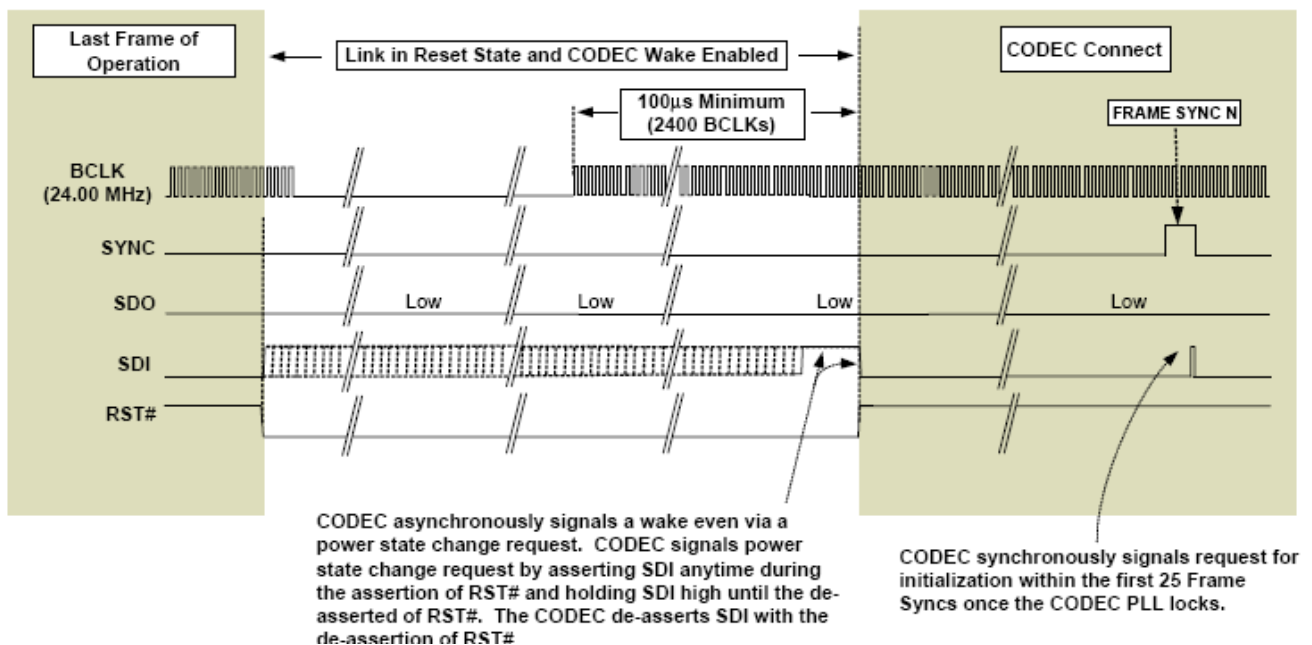 Last Frame of
Operation
Link in Reset State and CODEC Wake Enabled
CODEC Connect
100µs Minimum
(2400 BCLKs)
FRAME SYNC N
BCLK
(24.00 MHz)
SYNC
SDO
Low
Low
Low
Low
SDI
RST#
CODEC asynchronously signals a wake even via a
power state change request. CODEC signals power
state change request by asserting SDI anytime during
the assertion of RST# and holding SDI high until the de-
asserted of RST#. The CODEC de-asserts SDI with the
de-assertion of RST#
CODEC synchronously signals request for
initialization within the first 25 Frame
Syncs once the CODEC PLL locks.